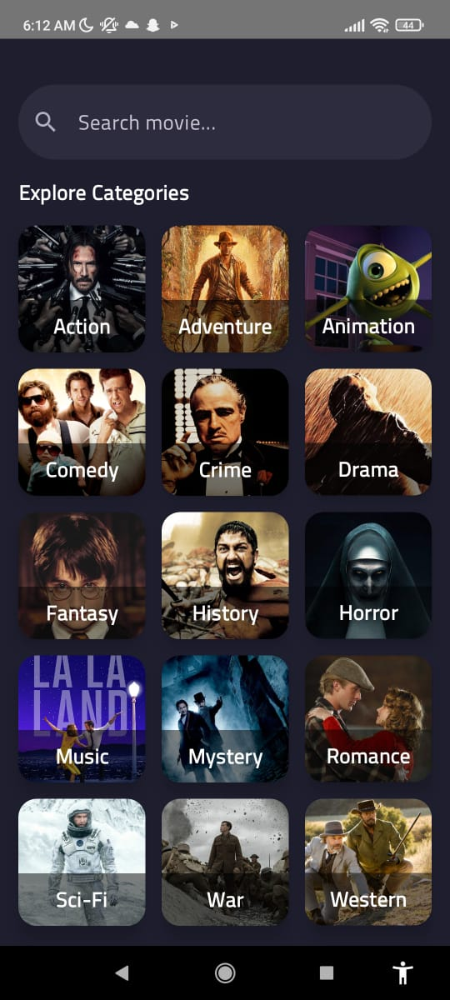 6:12 AM
44
Search movie...
Explore Categories
Action
Adventure
Animation
Comedy
Crime
Drama
Fantasy
History
Horror
LA LA
LAND
Music
Mystery
Romance
Sci-Fi
War
Western